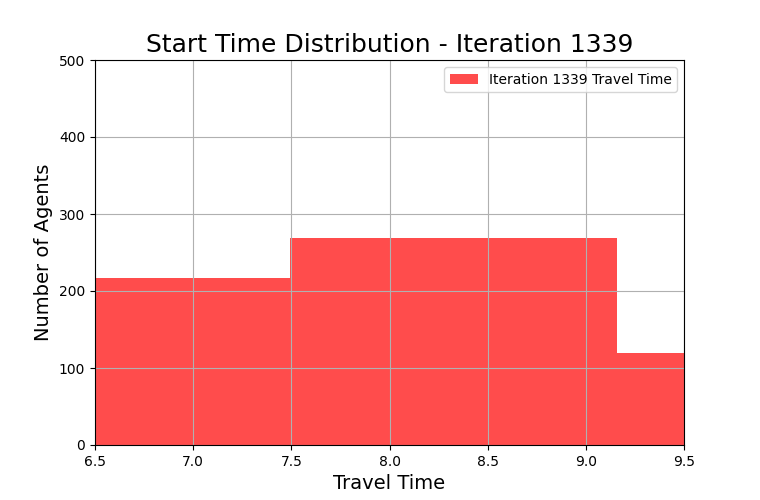 Start Time Distribution - Iteration 1339
500
400
300
200
100
0
Number of Agents
Iteration 1339 Travel Time
6.5 7.0 7.5 8.0 8.5 9.0 9.5
Travel Time